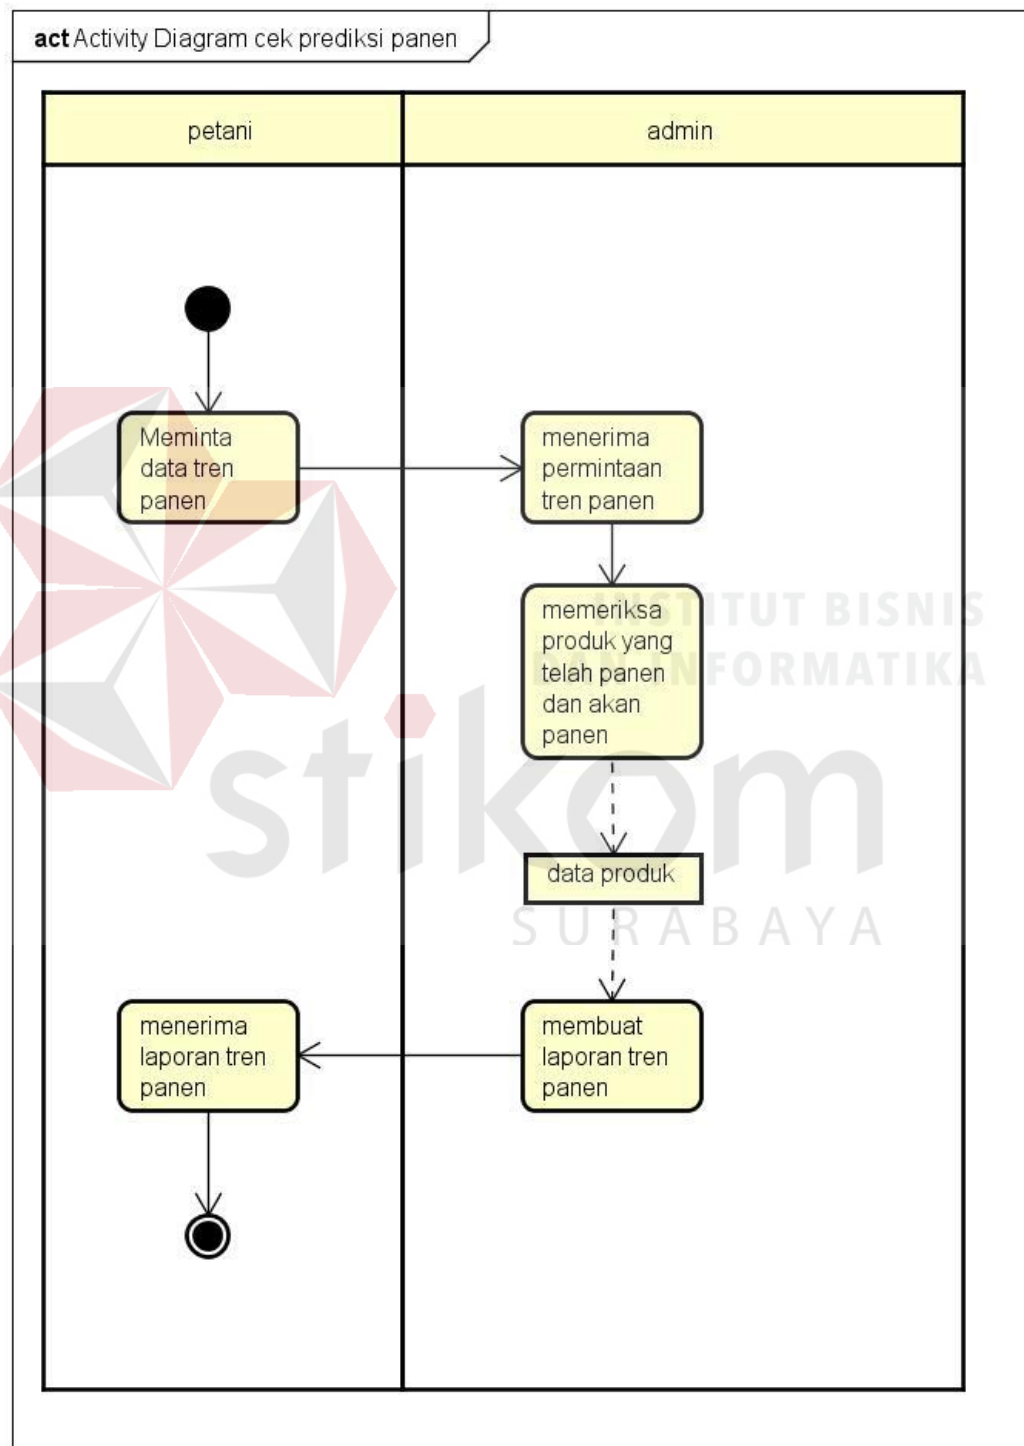 act Activity Diagram cek prediksi panen
petani
admin
Meminta
data tren
panen
menerima
permintaan
tren panen
memeriksa
produk yang
telah panen
dan akan
panen
INSTITUT BISNIS
DAN INFORMATIKA
stikom
SURABAYA
data produk
menerima
laporan tren
panen
membuat
laporan tren
panen